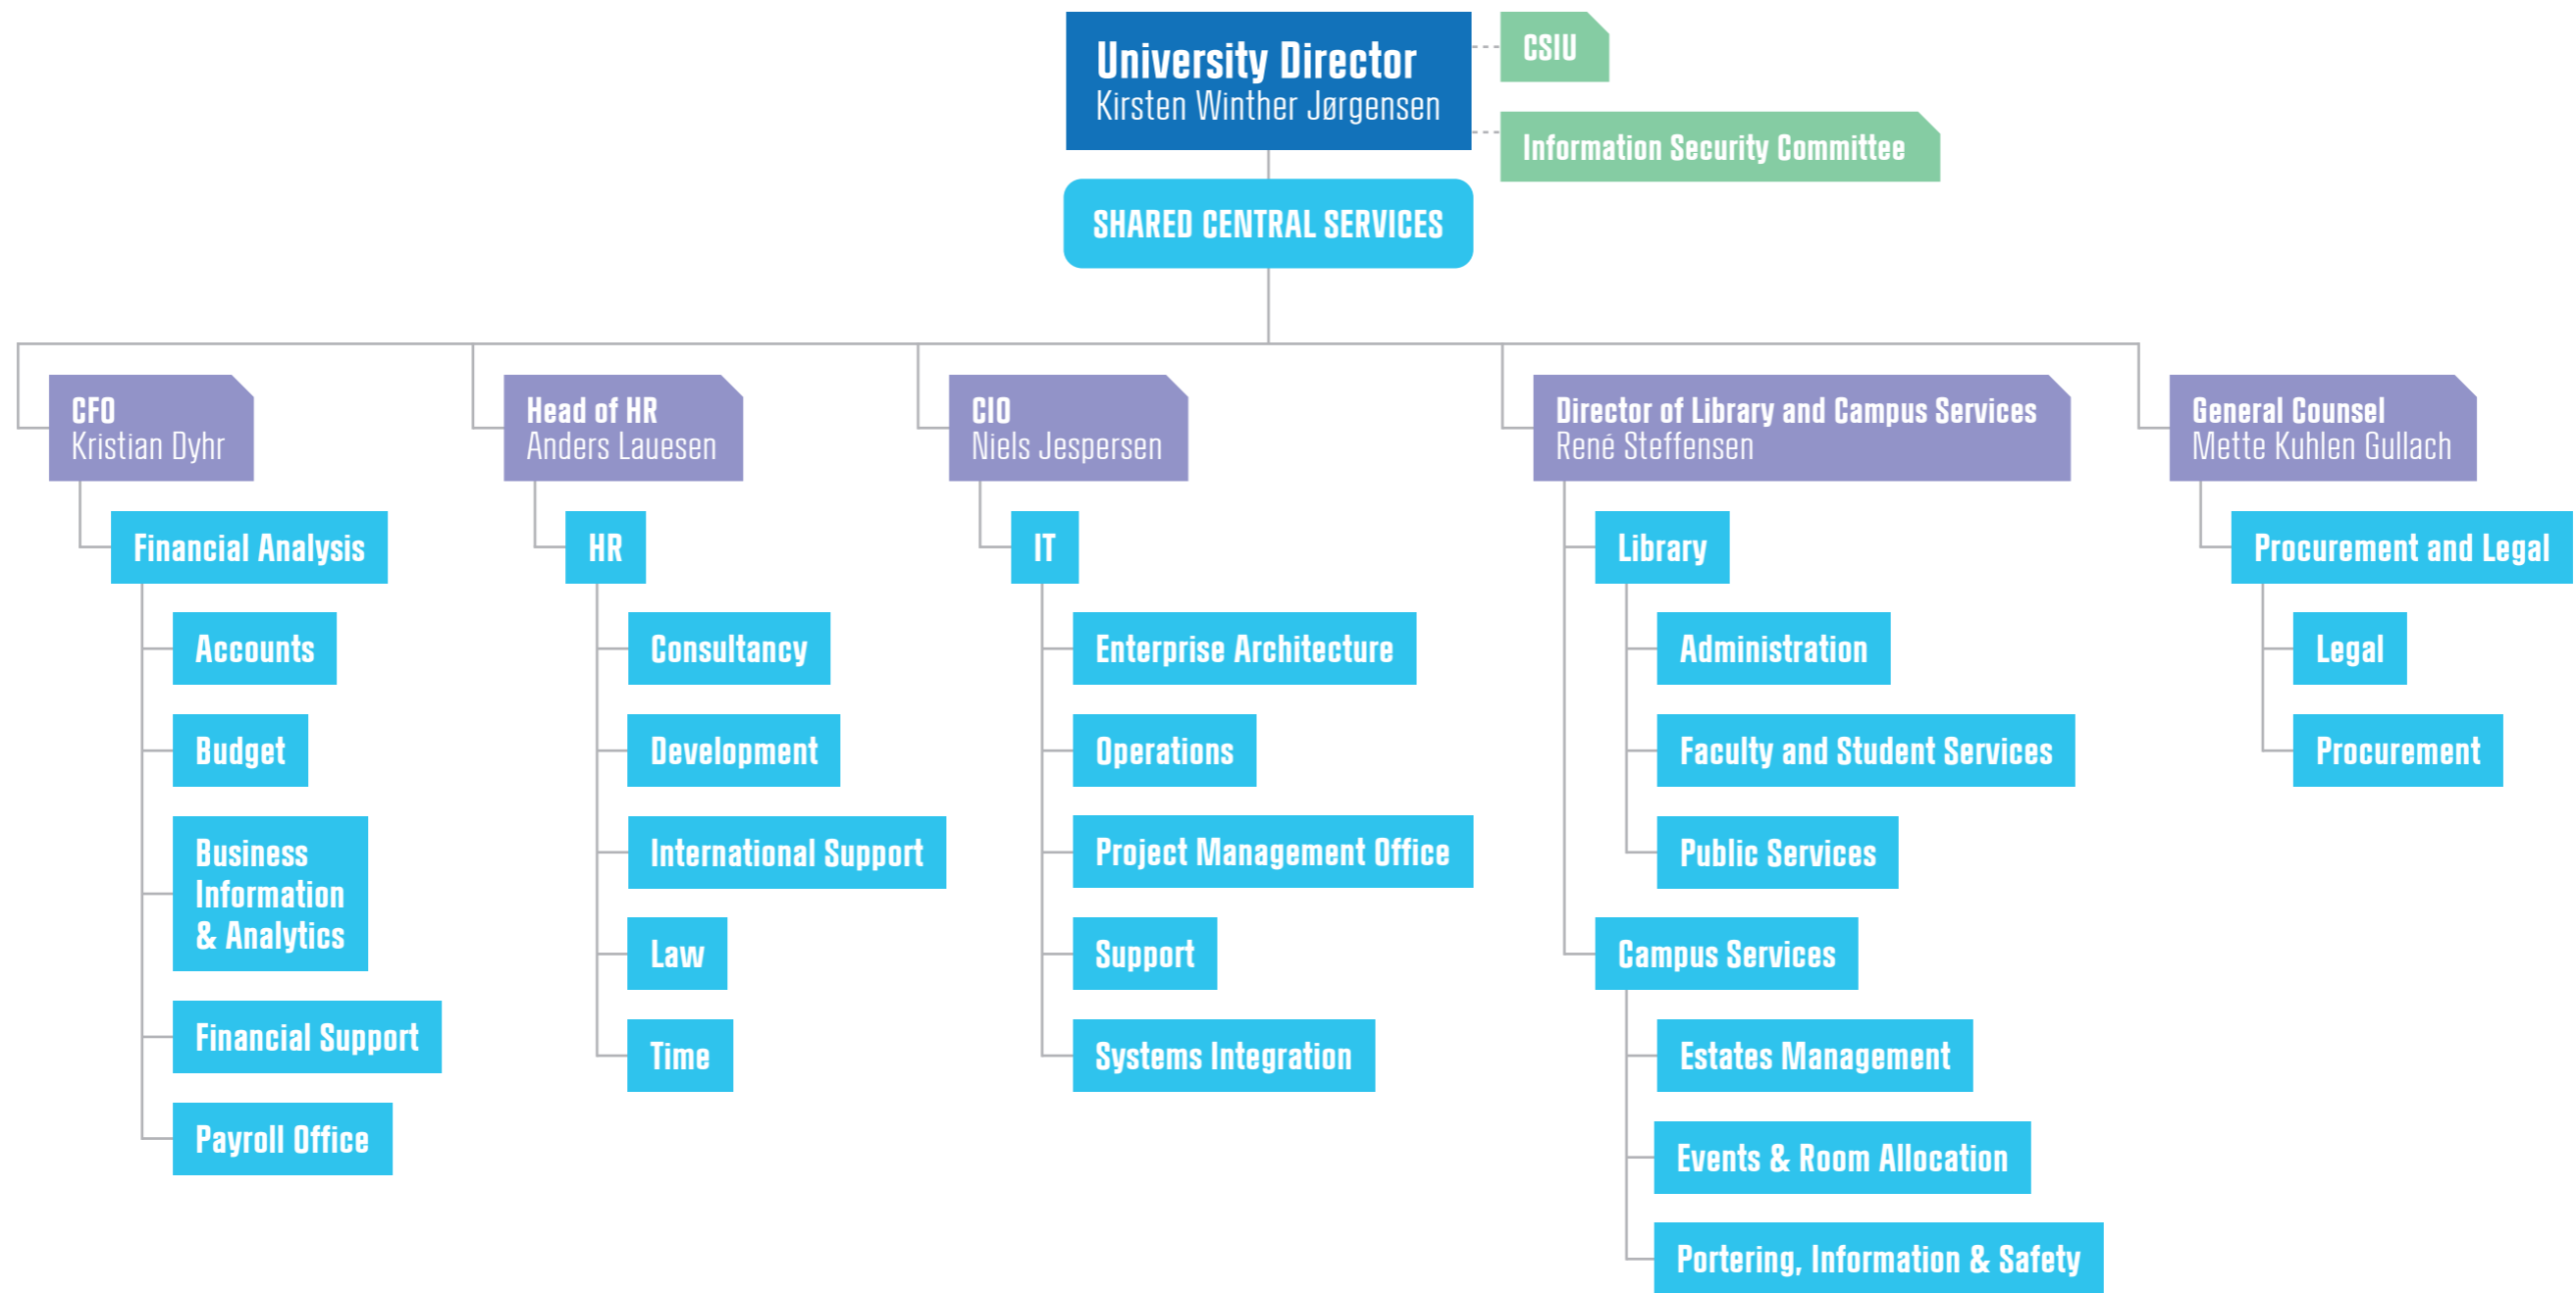 University Director
Kirsten Winther Jørgensen
CSIU
Information Security Committee
SHARED CENTRAL SERVICES
CFO
Kristian Dyhr
Financial Analysis
Accounts
Budget
Business
Information
& Analytics
Financial Support
Payroll Office
Head of HR
Anders Lauesen
HR
Consultancy
Development
International Support
Law
Time
CIO
Niels Jespersen
IT
Enterprise Architecture
Operations
Project Management Office
Support
Systems Integration
Director of Library and Campus Services
René Steffensen
Library
Administration
Faculty and Student Services
Public Services
Campus Services
Estates Management
Events & Room Allocation
Portering, Information & Safety
General Counsel
Mette Kuhlen Gullach
Procurement and Legal
Legal
Procurement